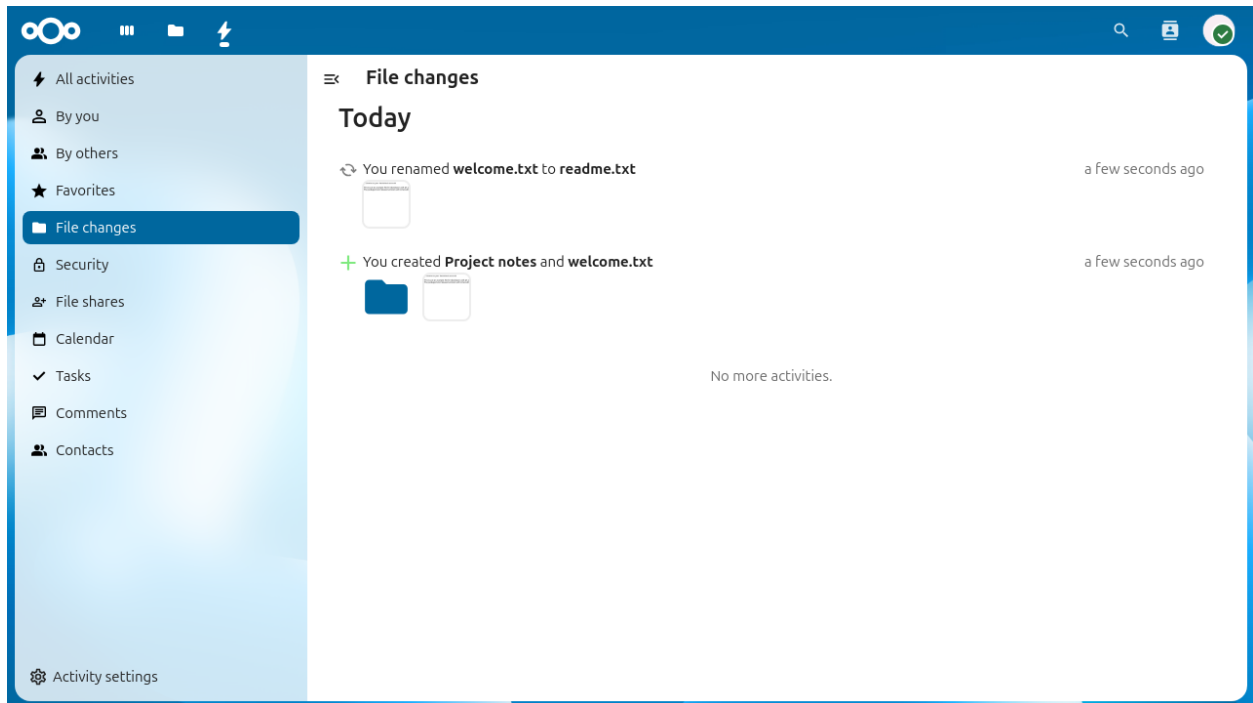 All activities
By you
By others
Favorites
File changes
Security
File shares
Calendar
Tasks
Comments
Contacts
Activity settings
File changes
Today
You renamed welcome.txt to readme.txt
a few seconds ago
You created Project notes and welcome.txt
a few seconds ago
No more activities.